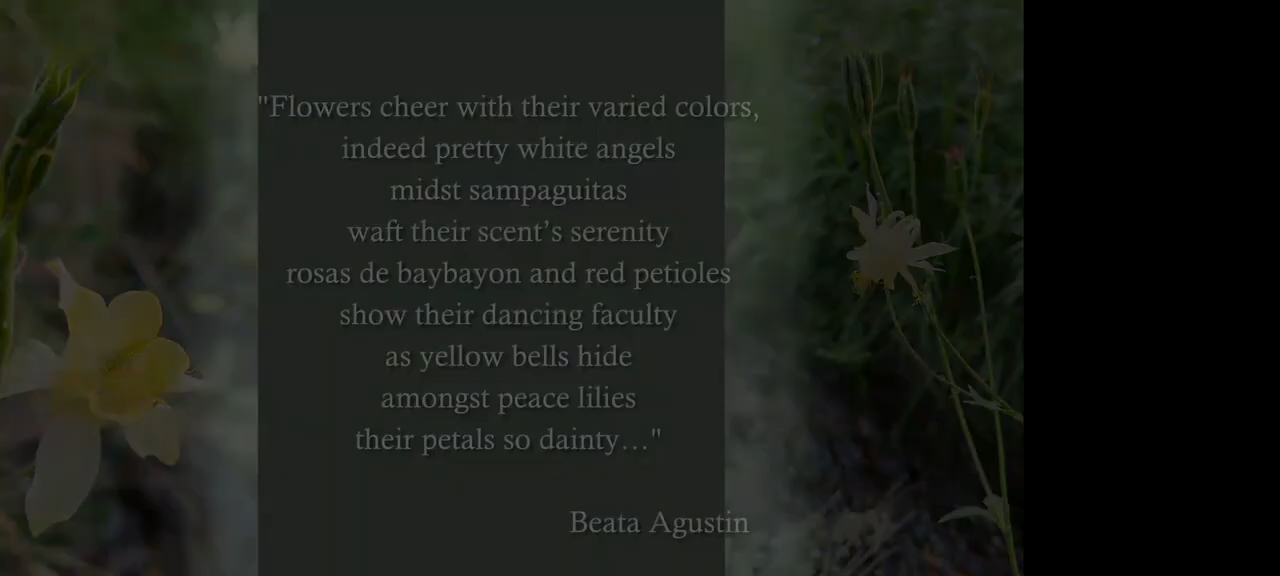 "Flowers cheer with their varied colors,
indeed pretty white angels
midst sampaguitas
waft their scent’s serenity
rosas de baybayon and red petioles
show their dancing faculty
as yellow bells hide
amongst peace lilies
their petals so dainty…"
Beata Agustin